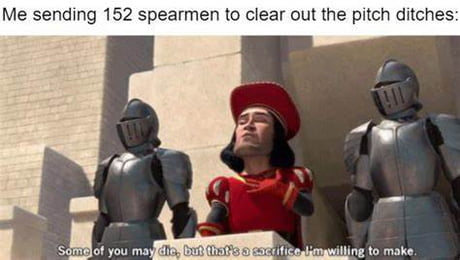 Me sending 152 spearmen to clear out the pitch ditches:
Some of you may die, but that's a sacrifice I'm willing to make.